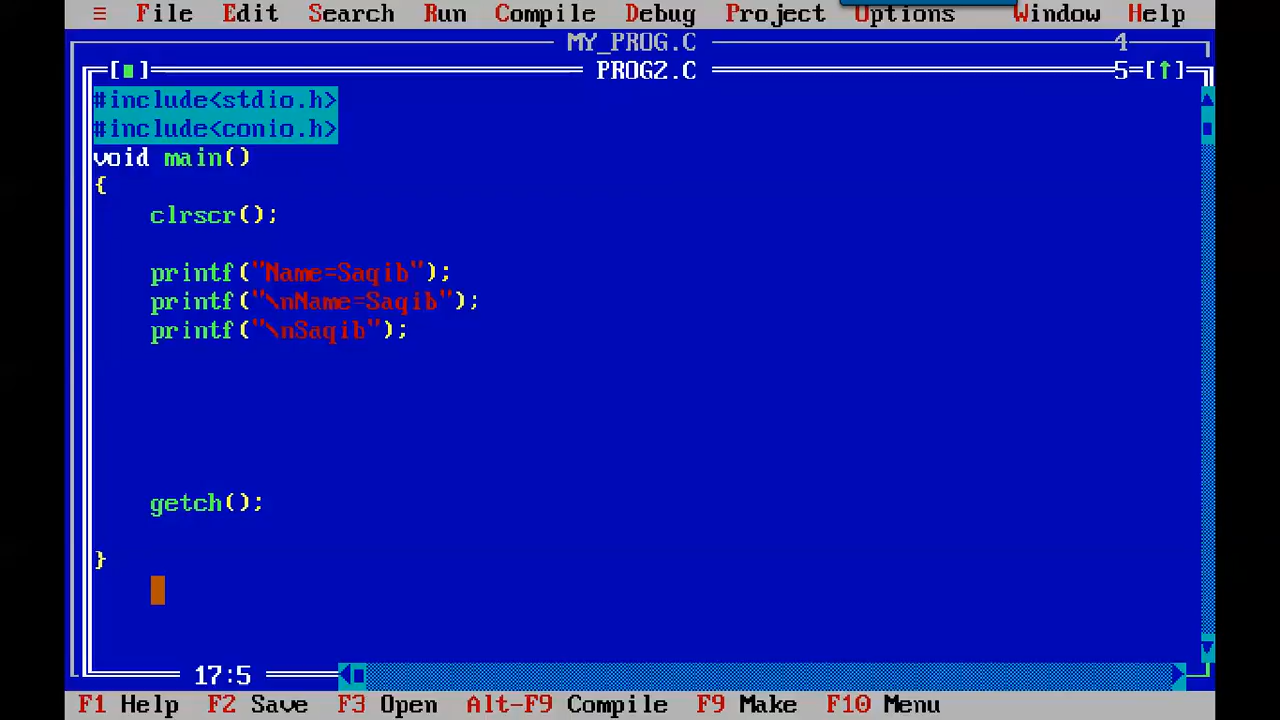 ≡ File Edit Search Run Compile Debug Project Options Window Help
MY_PROG.C 4
[■] PROG2.C 5=[↑]
#include<stdio.h>
#include<conio.h>
void main()
{
clrscr();
printf("Name=Saqib");
printf("\nName=Saqib");
printf("\nSaqib");
getch();
}
17:5
F1 Help F2 Save F3 Open Alt-F9 Compile F9 Make F10 Menu